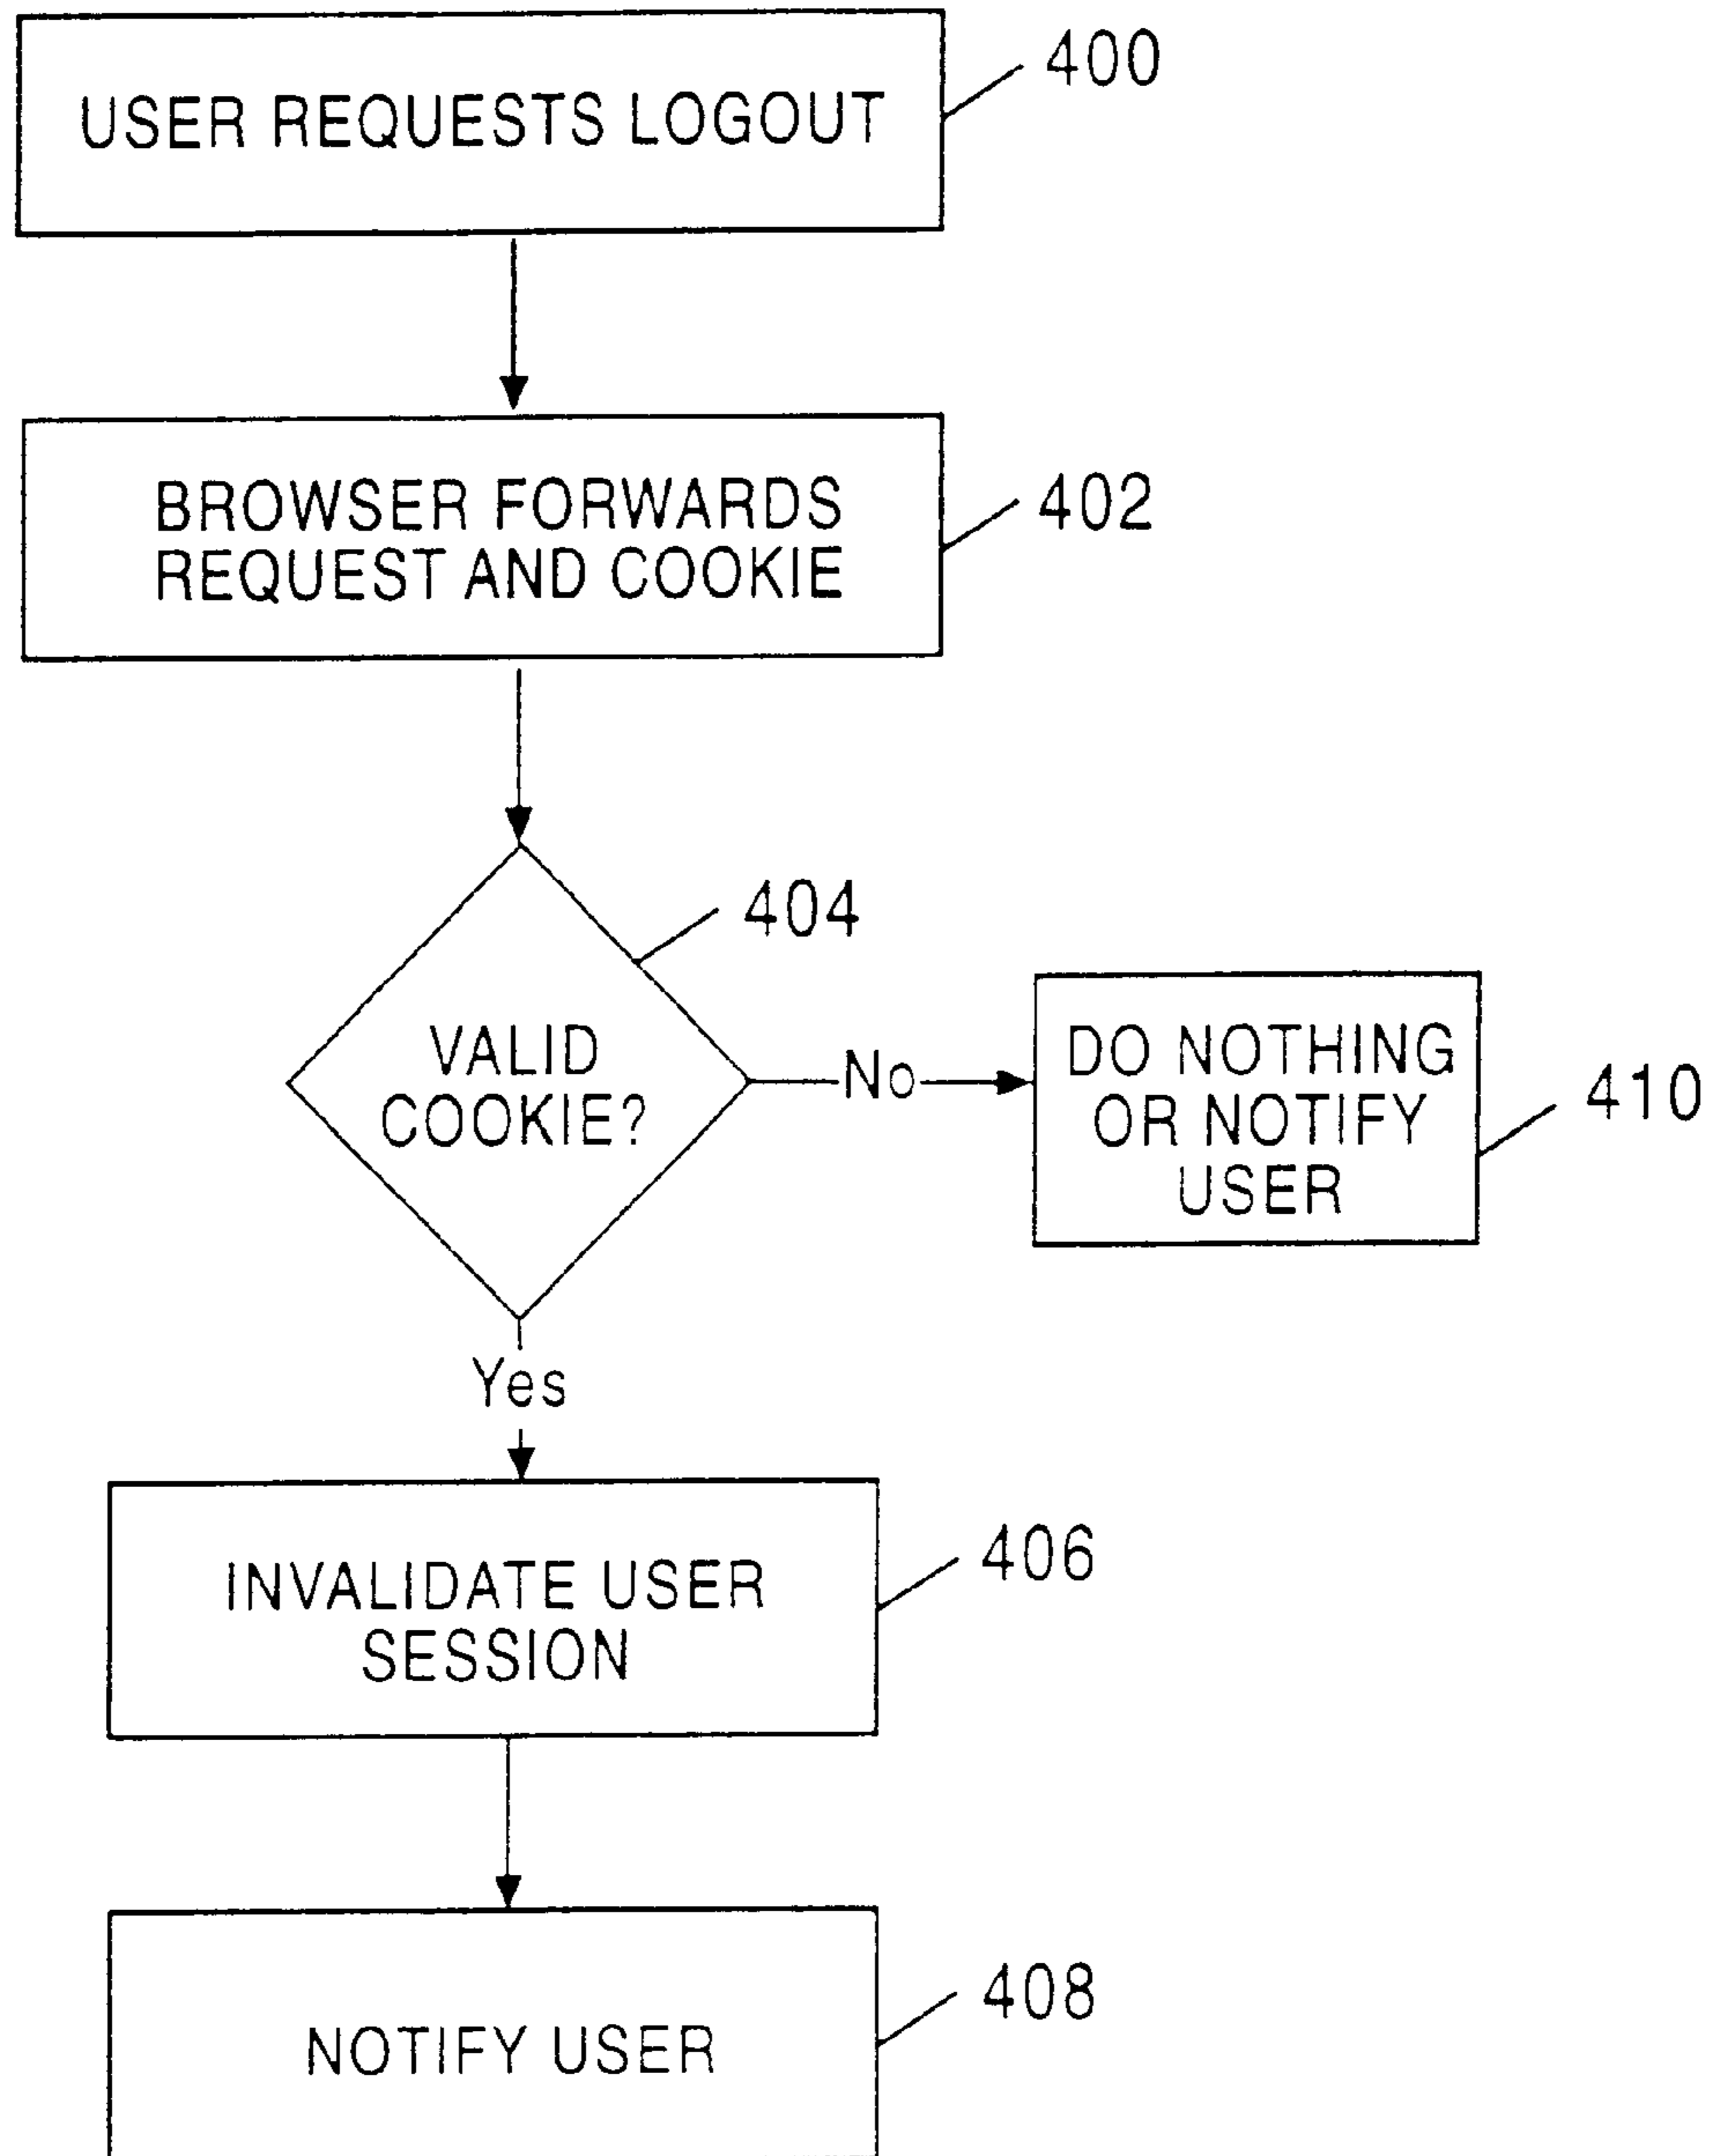 USER REQUESTS LOGOUT
400
BROWSER FORWARDS
REQUEST AND COOKIE
402
404
VALID
COOKIE?
No
DO NOTHING
OR NOTIFY
USER
410
Yes
INVALIDATE USER
SESSION
406
NOTIFY USER
408